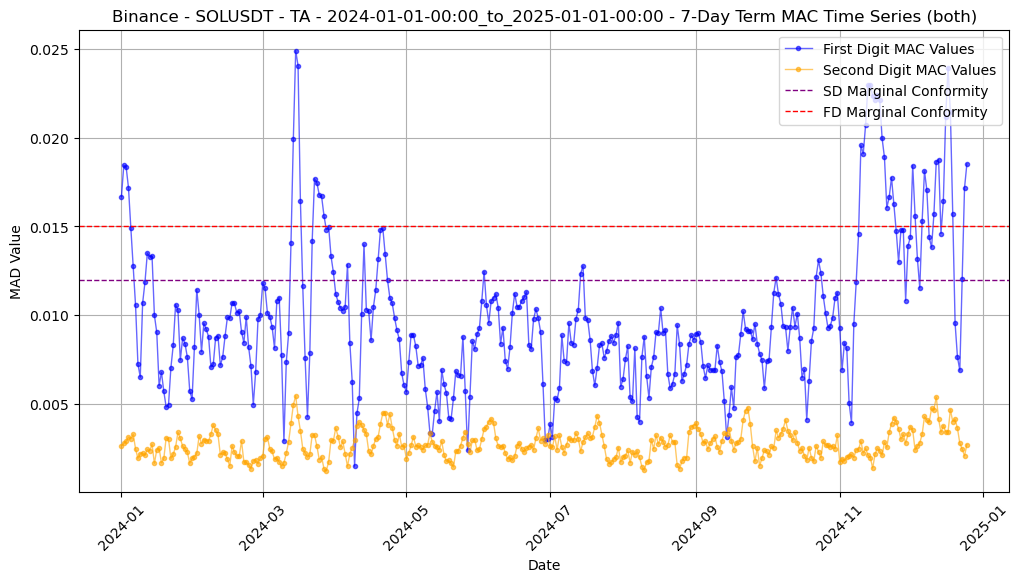 Binance - SOLUSDT - TA - 2024-01-01-00:00_to_2025-01-01-00:00 - 7-Day Term MAC Time Series (both)
First Digit MAC Values
Second Digit MAC Values
SD Marginal Conformity
FD Marginal Conformity
MAD Value
0.025
0.020
0.015
0.010
0.005
2024-01
2024-03
2024-05
2024-07
2024-09
2024-11
2025-01
Date